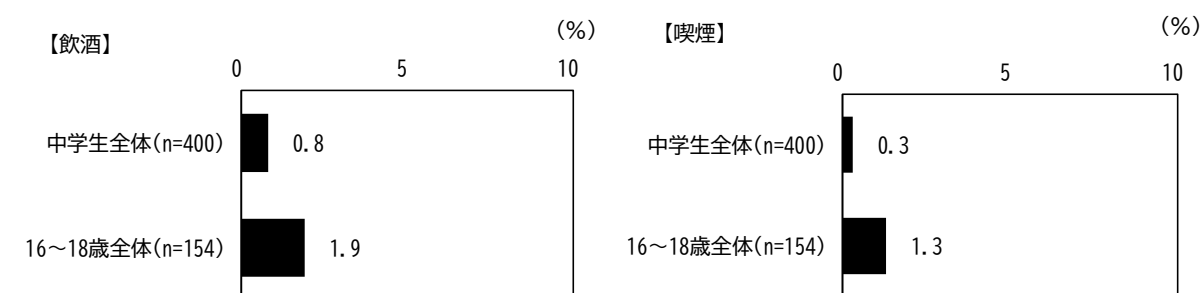 【飲酒】
(%)
0 5 10
中学生全体(n=400) 0.8
16～18歳全体(n=154) 1.9
【喫煙】
(%)
0 5 10
中学生全体(n=400) 0.3
16～18歳全体(n=154) 1.3